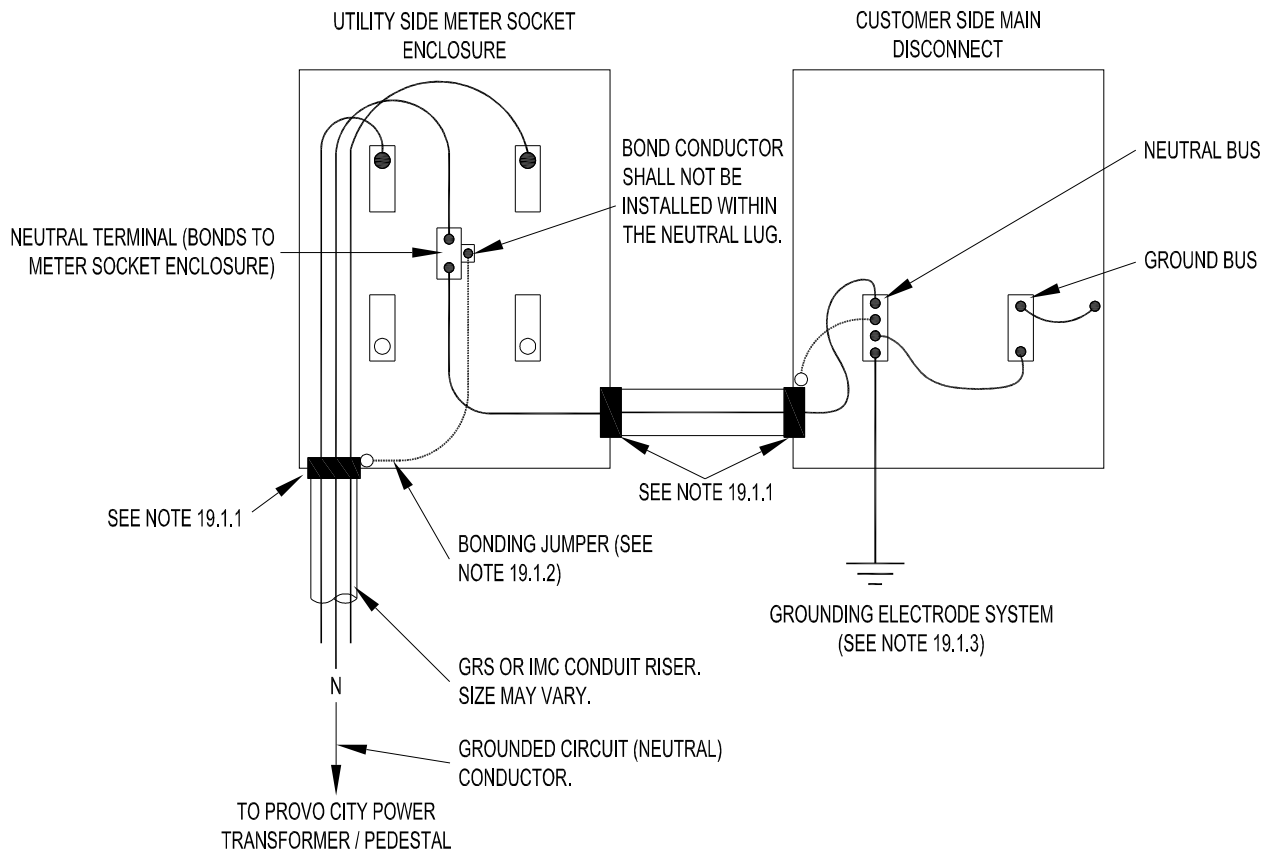 UTILITY SIDE METER SOCKET
ENCLOSURE
CUSTOMER SIDE MAIN
DISCONNECT
BOND CONDUCTOR
SHALL NOT BE
INSTALLED WITHIN
THE NEUTRAL LUG.
NEUTRAL BUS
NEUTRAL TERMINAL (BONDS TO
METER SOCKET ENCLOSURE)
GROUND BUS
SEE NOTE 19.1.1
SEE NOTE 19.1.1
BONDING JUMPER (SEE
NOTE 19.1.2)
GROUNDING ELECTRODE SYSTEM
(SEE NOTE 19.1.3)
GRS OR IMC CONDUIT RISER.
SIZE MAY VARY.
N
GROUNDED CIRCUIT (NEUTRAL)
CONDUCTOR.
TO PROVO CITY POWER
TRANSFORMER / PEDESTAL